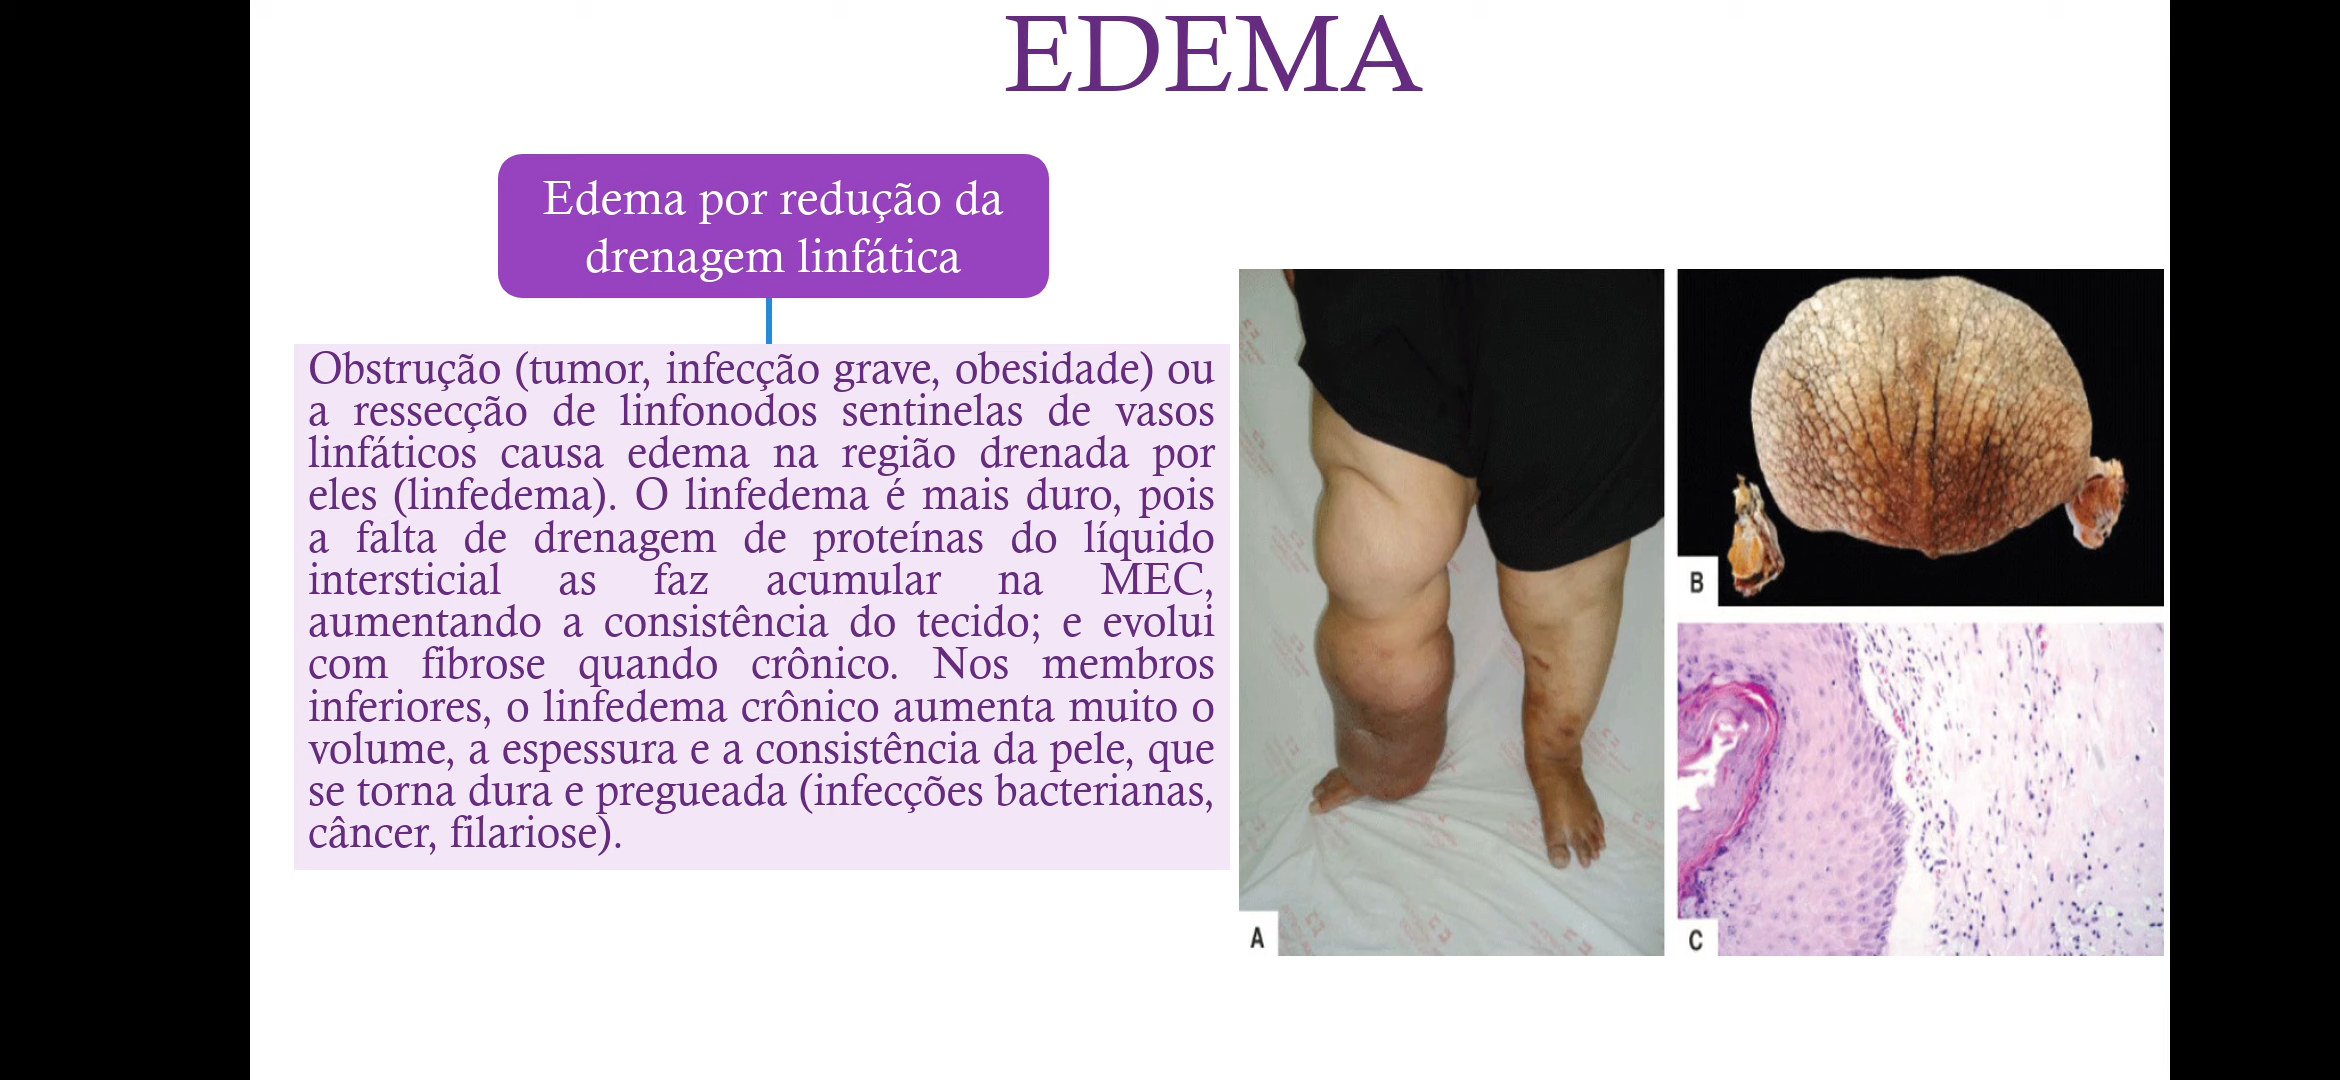 EDEMA
Edema por redução da
drenagem linfática
Obstrução (tumor, infecção grave, obesidade) ou
a ressecção de linfonodos sentinelas de vasos
linfáticos causa edema na região drenada por
eles (linfedema). O linfedema é mais duro, pois
a falta de drenagem de proteínas do líquido
intersticial as faz acumular na MEC,
aumentando a consistência do tecido; e evolui
com fibrose quando crônico. Nos membros
inferiores, o linfedema crônico aumenta muito o
volume, a espessura e a consistência da pele, que
se torna dura e pregueada (infecções bacterianas,
câncer, filariose).
A
B
C